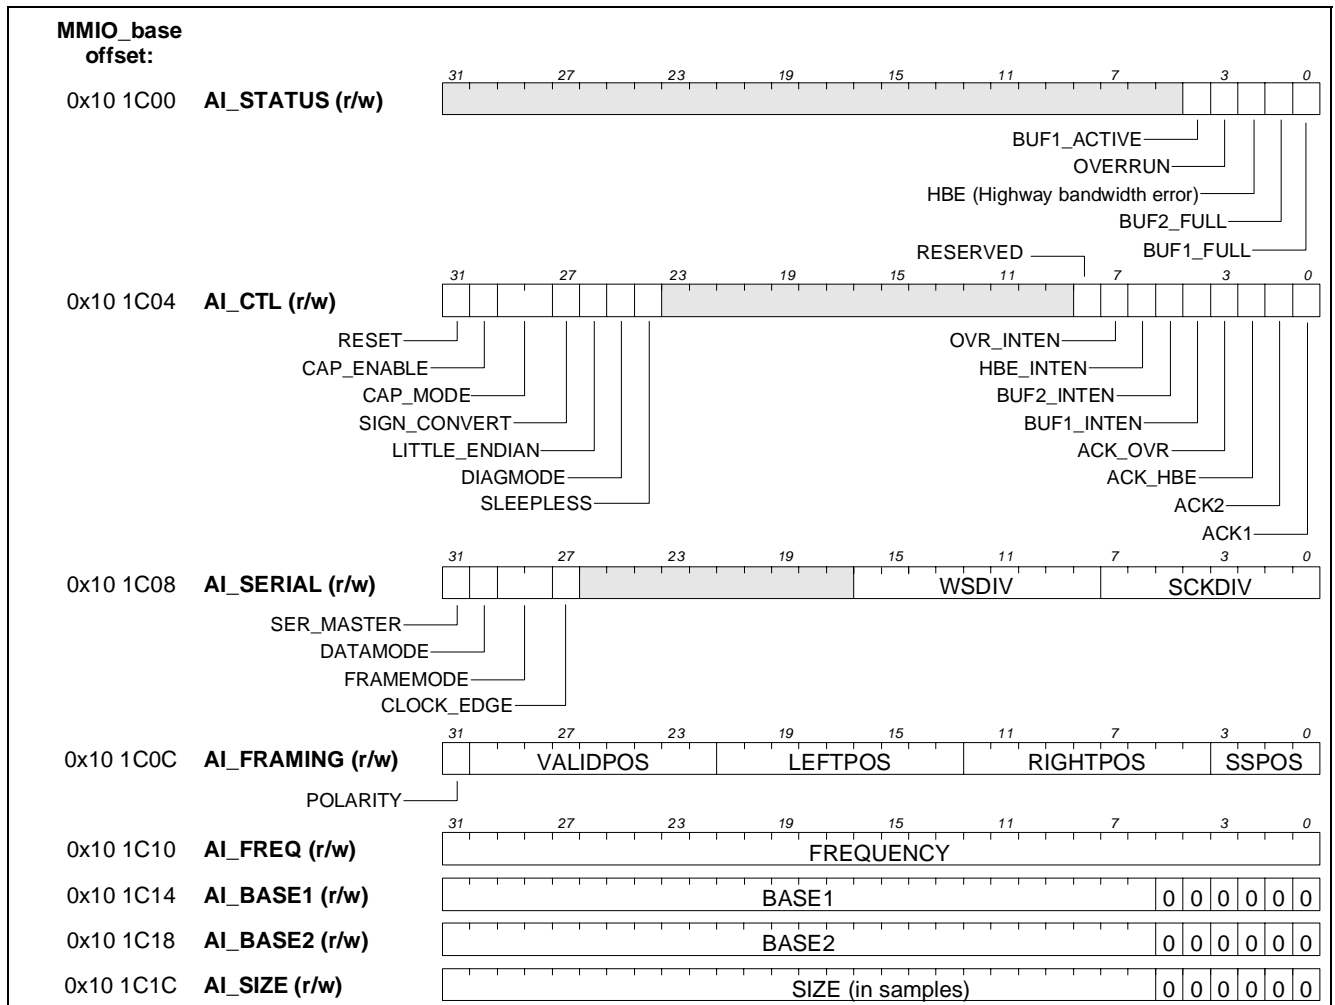 MMIO_base
offset:
31 27 23 19 15 11 7 3 0
0x10 1C00 AI_STATUS (r/w)
BUF1_ACTIVE
OVERRUN
HBE (Highway bandwidth error)
BUF2_FULL
BUF1_FULL
RESERVED
31 27 23 19 15 11 7 3 0
0x10 1C04 AI_CTL (r/w)
RESET OVR_INTEN
CAP_ENABLE HBE_INTEN
CAP_MODE BUF2_INTEN
SIGN_CONVERT BUF1_INTEN
LITTLE_ENDIAN ACK_OVR
DIAGMODE ACK_HBE
SLEEPLESS ACK2
ACK1
31 27 23 19 15 11 7 3 0
0x10 1C08 AI_SERIAL (r/w) WSDIV SCKDIV
SER_MASTER
DATAMODE
FRAMEMODE
CLOCK_EDGE
31 27 23 19 15 11 7 3 0
0x10 1C0C AI_FRAMING (r/w) VALIDPOS LEFTPOS RIGHTPOS SSPOS
POLARITY
31 27 23 19 15 11 7 3 0
0x10 1C10 AI_FREQ (r/w) FREQUENCY
0x10 1C14 AI_BASE1 (r/w) BASE1 0 0 0 0 0 0
0x10 1C18 AI_BASE2 (r/w) BASE2 0 0 0 0 0 0
0x10 1C1C AI_SIZE (r/w) SIZE (in samples) 0 0 0 0 0 0